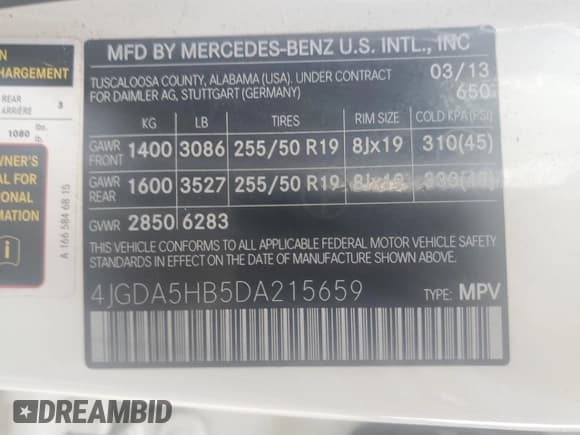 N
HARGEMENT
REAR
ARRIÈRE 3
1080 lbs.
lb.
WNER'S
AL FOR
IONAL
MATION
i
A 166 584 68 15
MFD BY MERCEDES-BENZ U.S. INTL., INC
TUSCALOOSA COUNTY, ALABAMA (USA). UNDER CONTRACT
FOR DAIMLER AG, STUTTGART (GERMANY)
03/13
650
KG LB TIRES RIM SIZE COLD KPA(PSI)
GAWR
FRONT 1400 3086 255/50 R19 8Jx19 310(45)
GAWR
REAR 1600 3527 255/50 R19
GVWR 2850 6283
THIS VEHICLE CONFORMS TO ALL APPLICABLE FEDERAL MOTOR VEHICLE SAFETY
STANDARDS IN EFFECT ON THE DATE OF MANUFACTURE SHOWN ABOVE.
4JGDA5HB5DA215659 TYPE: MPV
DREAMBID